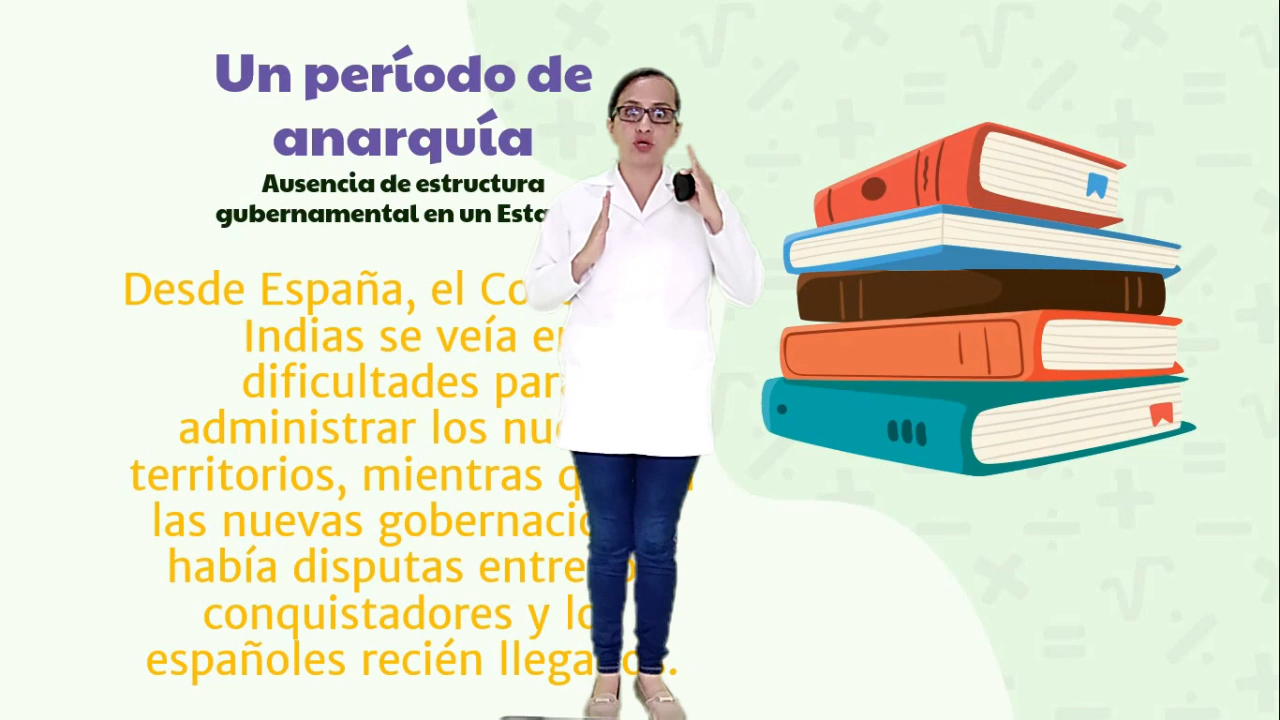 Un período de
anarquía
Ausencia de estructura
gubernamental en un
Desde España, el
Indias se veía
dificultades
administrar los
territorios, mientras
las nuevas
había disputas entre
conquistadores y
españoles recién